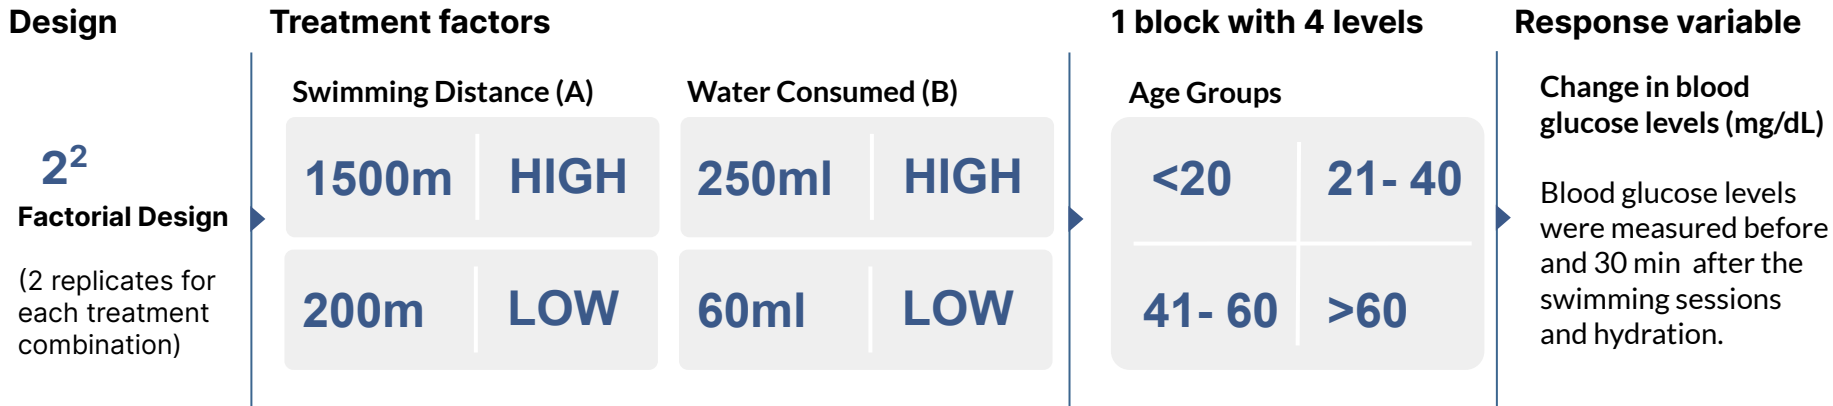 Design
2²
Factorial Design
(2 replicates for
each treatment
combination)
Treatment factors
Swimming Distance (A)
1500m HIGH
200m LOW
Water Consumed (B)
250ml HIGH
60ml LOW
1 block with 4 levels
Age Groups
<20 21- 40
41- 60 >60
Response variable
Change in blood
glucose levels (mg/dL)
Blood glucose levels
were measured before
and 30 min after the
swimming sessions
and hydration.